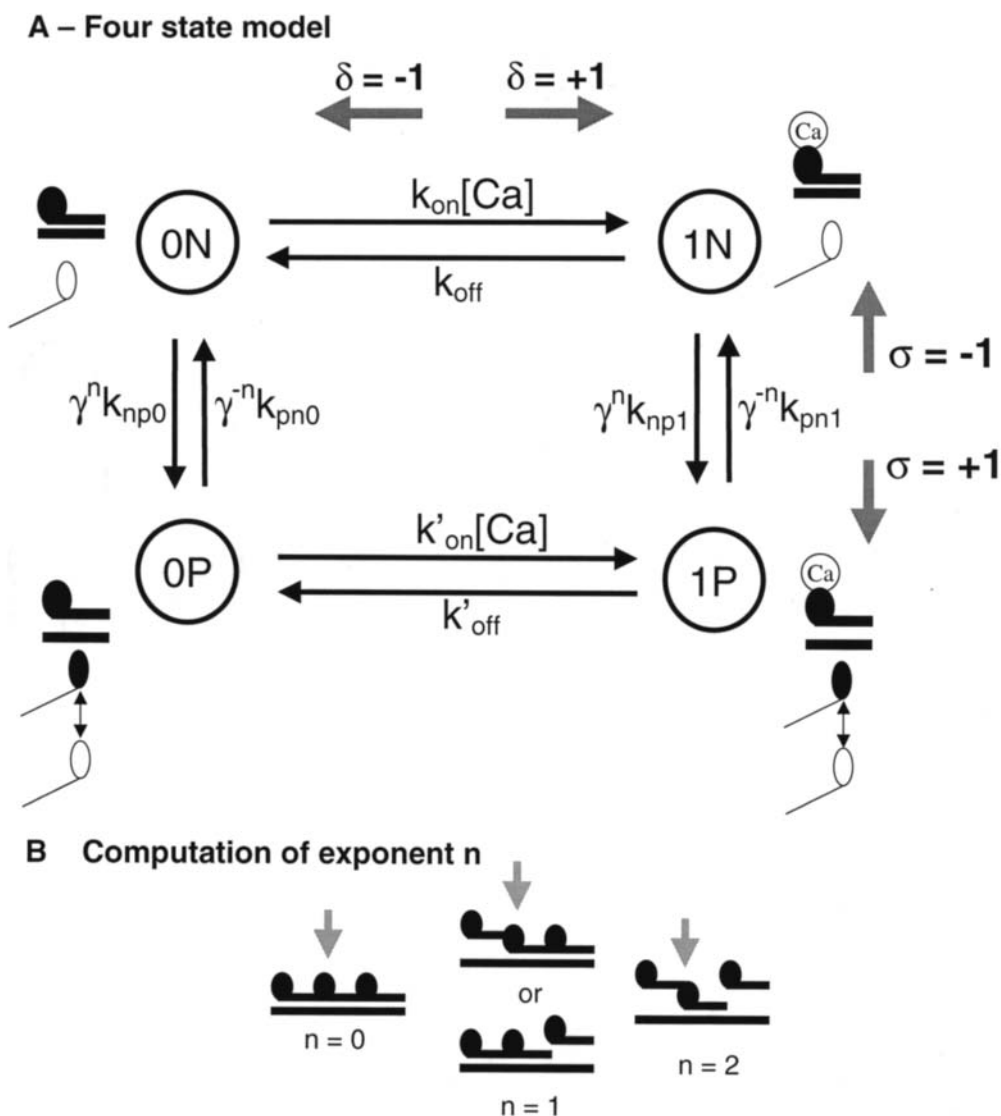 A – Four state model
δ = -1
δ = +1
Ca
k_on[Ca]
0N
1N
k_off
σ = -1
γ^n k_np0
γ^-n k_pn0
γ^n k_np1
γ^-n k_pn1
σ = +1
k'_on[Ca]
0P
1P
Ca
k'_off
B Computation of exponent n
n = 0
or
n = 1
n = 2